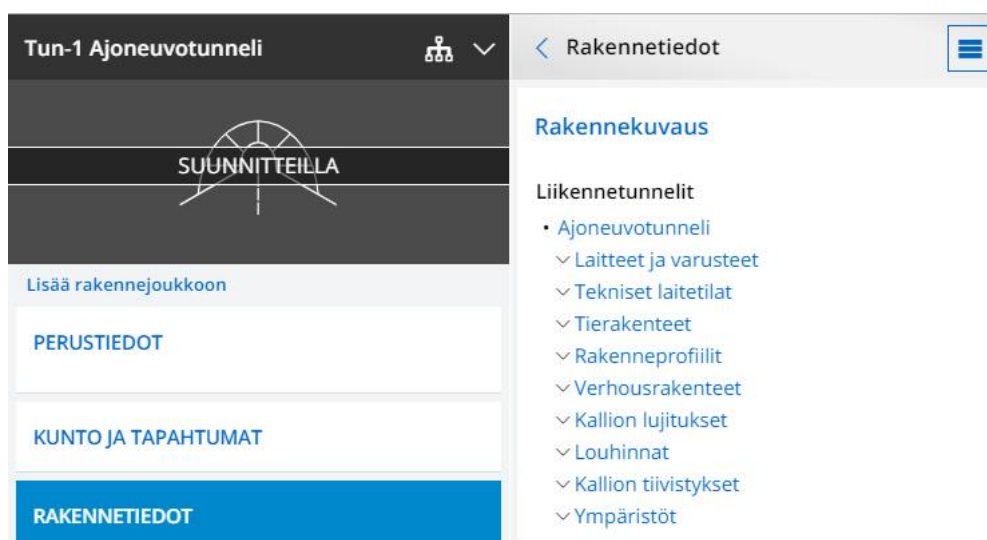 Tun-1 Ajoneuvotunneli
SUUNNITTEILLA
Lisää rakennejoukkoon
PERUSTIEDOT
KUNTO JA TAPAHTUMAT
RAKENNETIEDOT
Rakennetiedot
Rakennekuvaus
Liikennetunnelit
• Ajoneuvotunneli
Laitteet ja varusteet
Tekniset laitetilat
Tierakenteet
Rakenneprofiilit
Verhousrakenteet
Kallion lujitukset
Louhinnat
Kallion tiivistykset
Ympäristöt